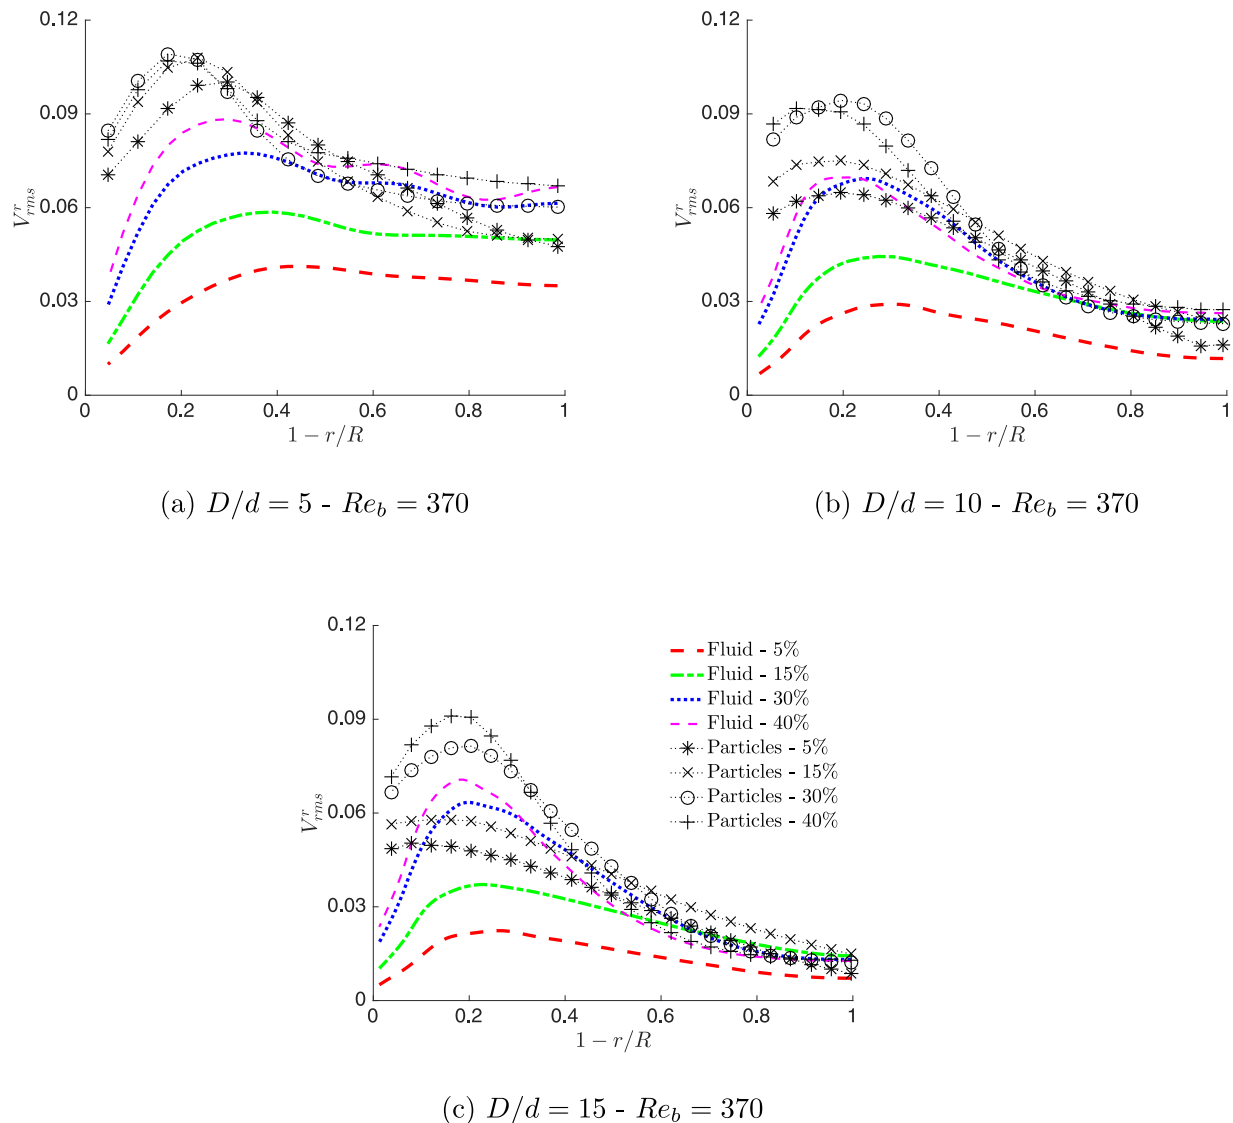 0.12
0.09
0.06
0.03
0
V^r_rms
0 0.2 0.4 0.6 0.8 1
1 − r/R
(a) D/d = 5 - Re_b = 370
0.12
0.09
0.06
0.03
0
V^r_rms
0 0.2 0.4 0.6 0.8 1
1 − r/R
(b) D/d = 10 - Re_b = 370
0.12
0.09
0.06
0.03
0
V^r_rms
0 0.2 0.4 0.6 0.8 1
1 − r/R
Fluid - 5%
Fluid - 15%
Fluid - 30%
Fluid - 40%
Particles - 5%
Particles - 15%
Particles - 30%
Particles - 40%
(c) D/d = 15 - Re_b = 370